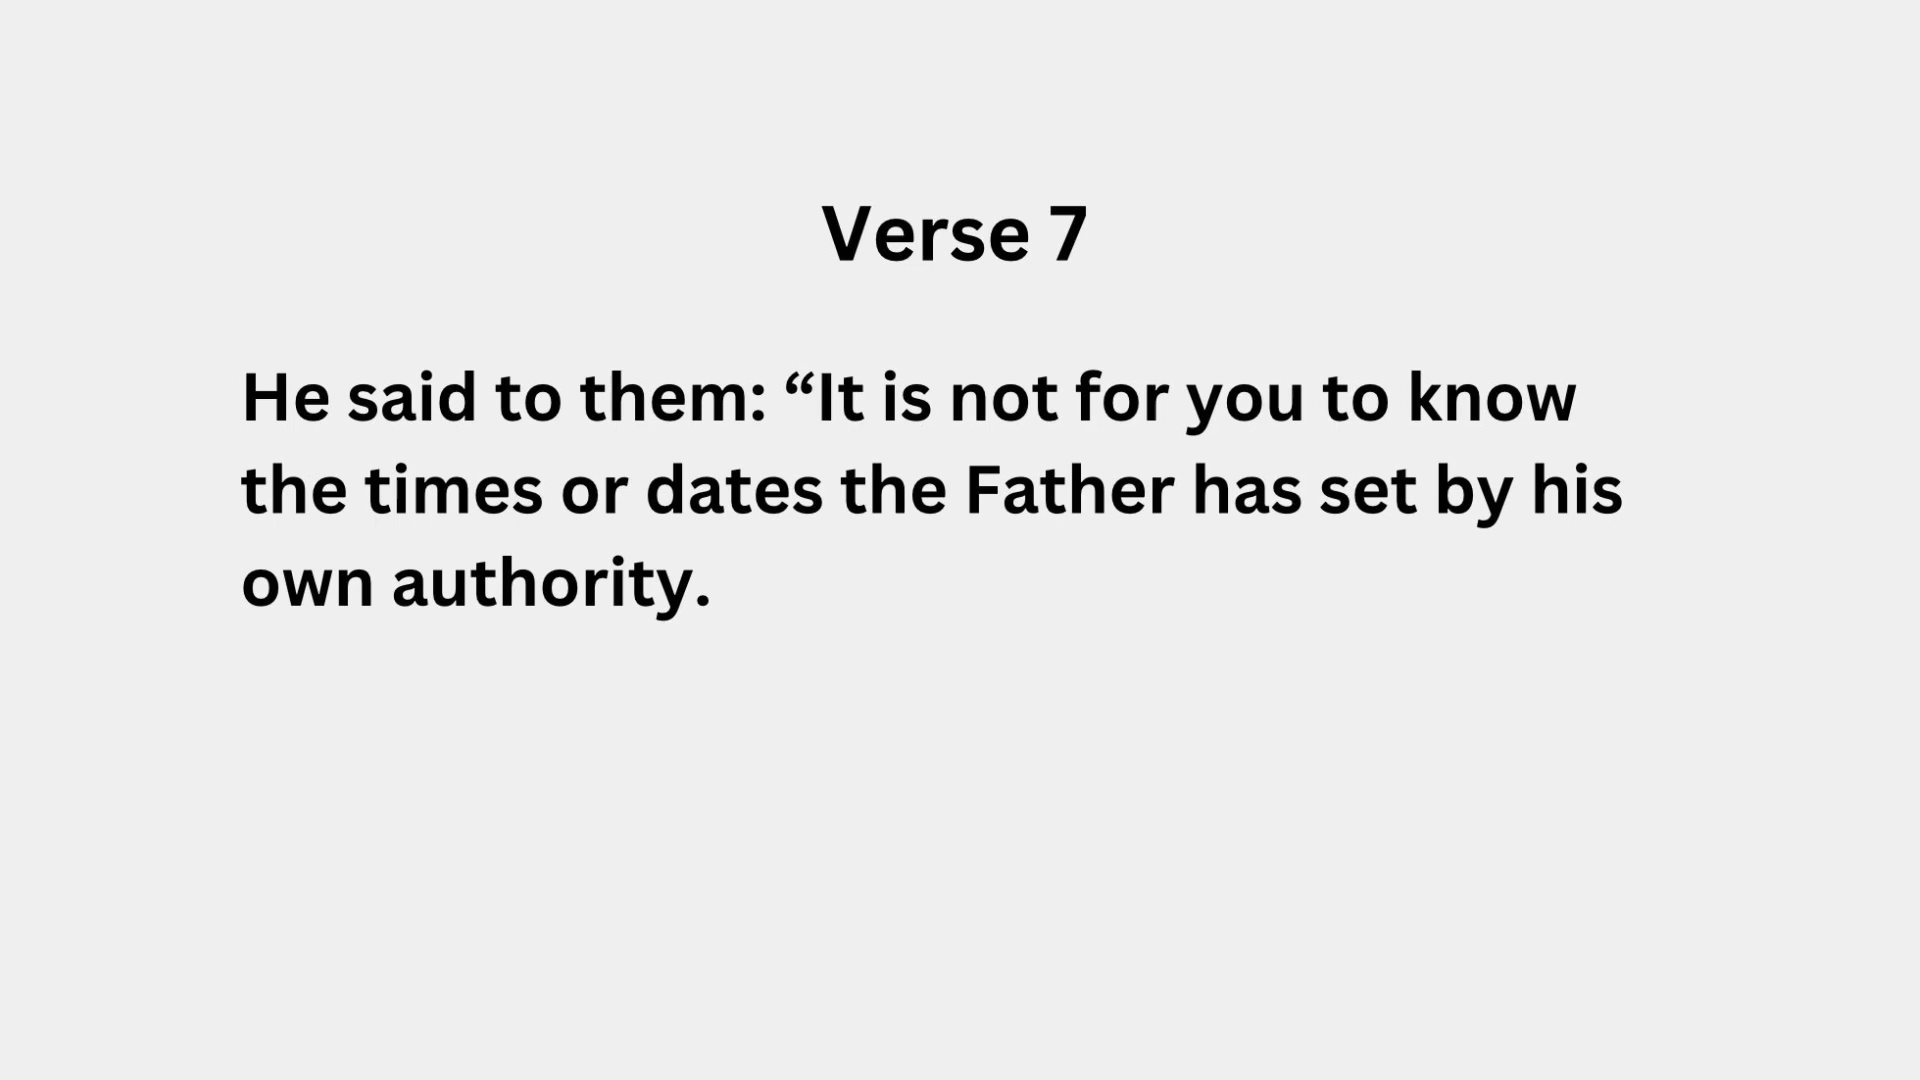 Verse 7
He said to them: “It is not for you to know
the times or dates the Father has set by his
own authority.